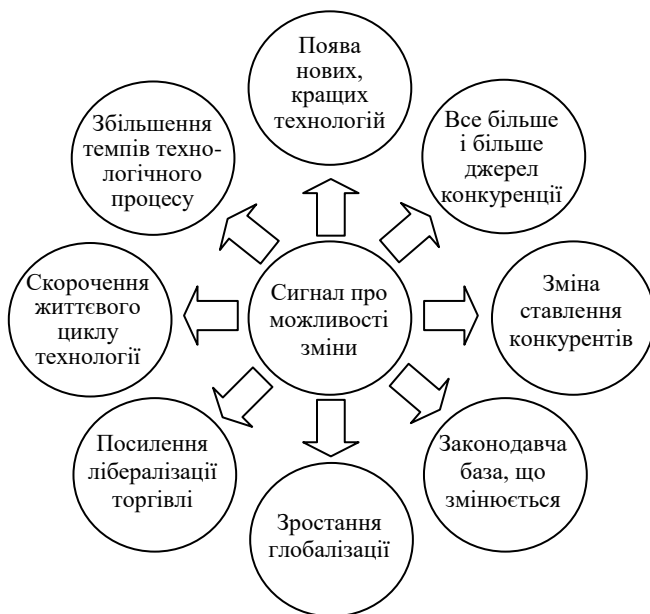 Поява
нових,
кращих
технологій
Все більше
і більше
джерел
конкуренції
Зміна
ставлення
конкурентів
Законодавча
база, що
змінюється
Зростання
глобалізації
Посилення
лібералізації
торгівлі
Скорочення
життєвого
циклу
технології
Збільшення
темпів техно-
логічного
процесу
Сигнал про
можливості
зміни